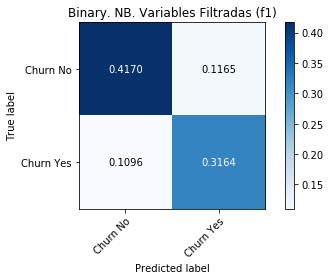 Binary. NB. Variables Filtradas (f1)
True label
Churn No
0.4170
0.1165
Churn Yes
0.1096
0.3164
Churn No
Churn Yes
Predicted label
0.40
0.35
0.30
0.25
0.20
0.15